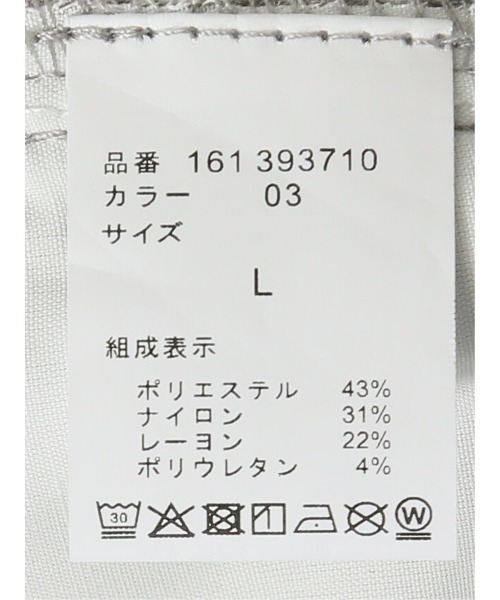 品番 161 393710
カラー 03
サイズ
L
組成表示
ポリエステル 43%
ナイロン 31%
レーヨン 22%
ポリウレタン 4%
30 W